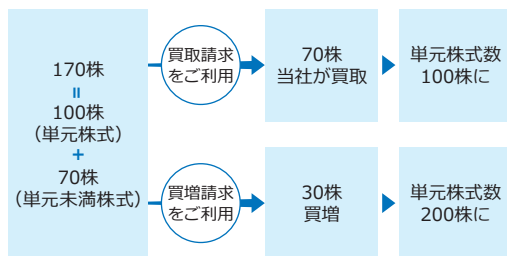 170株
=
100株
（単元株式）
+
70株
（単元未満株式）
買取請求
をご利用
70株
当社が買取
単元株式数
100株に
買増請求
をご利用
30株
買増
単元株式数
200株に